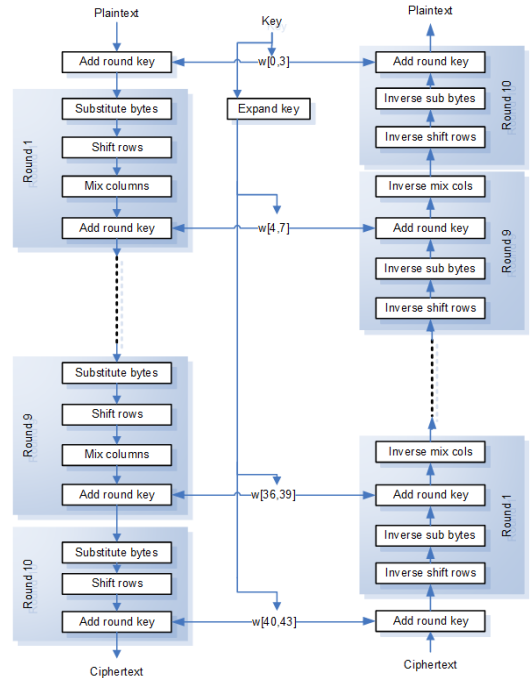 Plaintext
Add round key
Round 1
Substitute bytes
Shift rows
Mix columns
Add round key
Round 9
Substitute bytes
Shift rows
Mix columns
Add round key
Round 10
Substitute bytes
Shift rows
Add round key
Ciphertext
Key
w[0,3]
Expand key
w[4,7]
w[36,39]
w[40,43]
Plaintext
Add round key
Inverse sub bytes
Inverse shift rows
Round 10
Inverse mix cols
Add round key
Inverse sub bytes
Inverse shift rows
Round 9
Inverse mix cols
Add round key
Inverse sub bytes
Inverse shift rows
Round 1
Add round key
Ciphertext